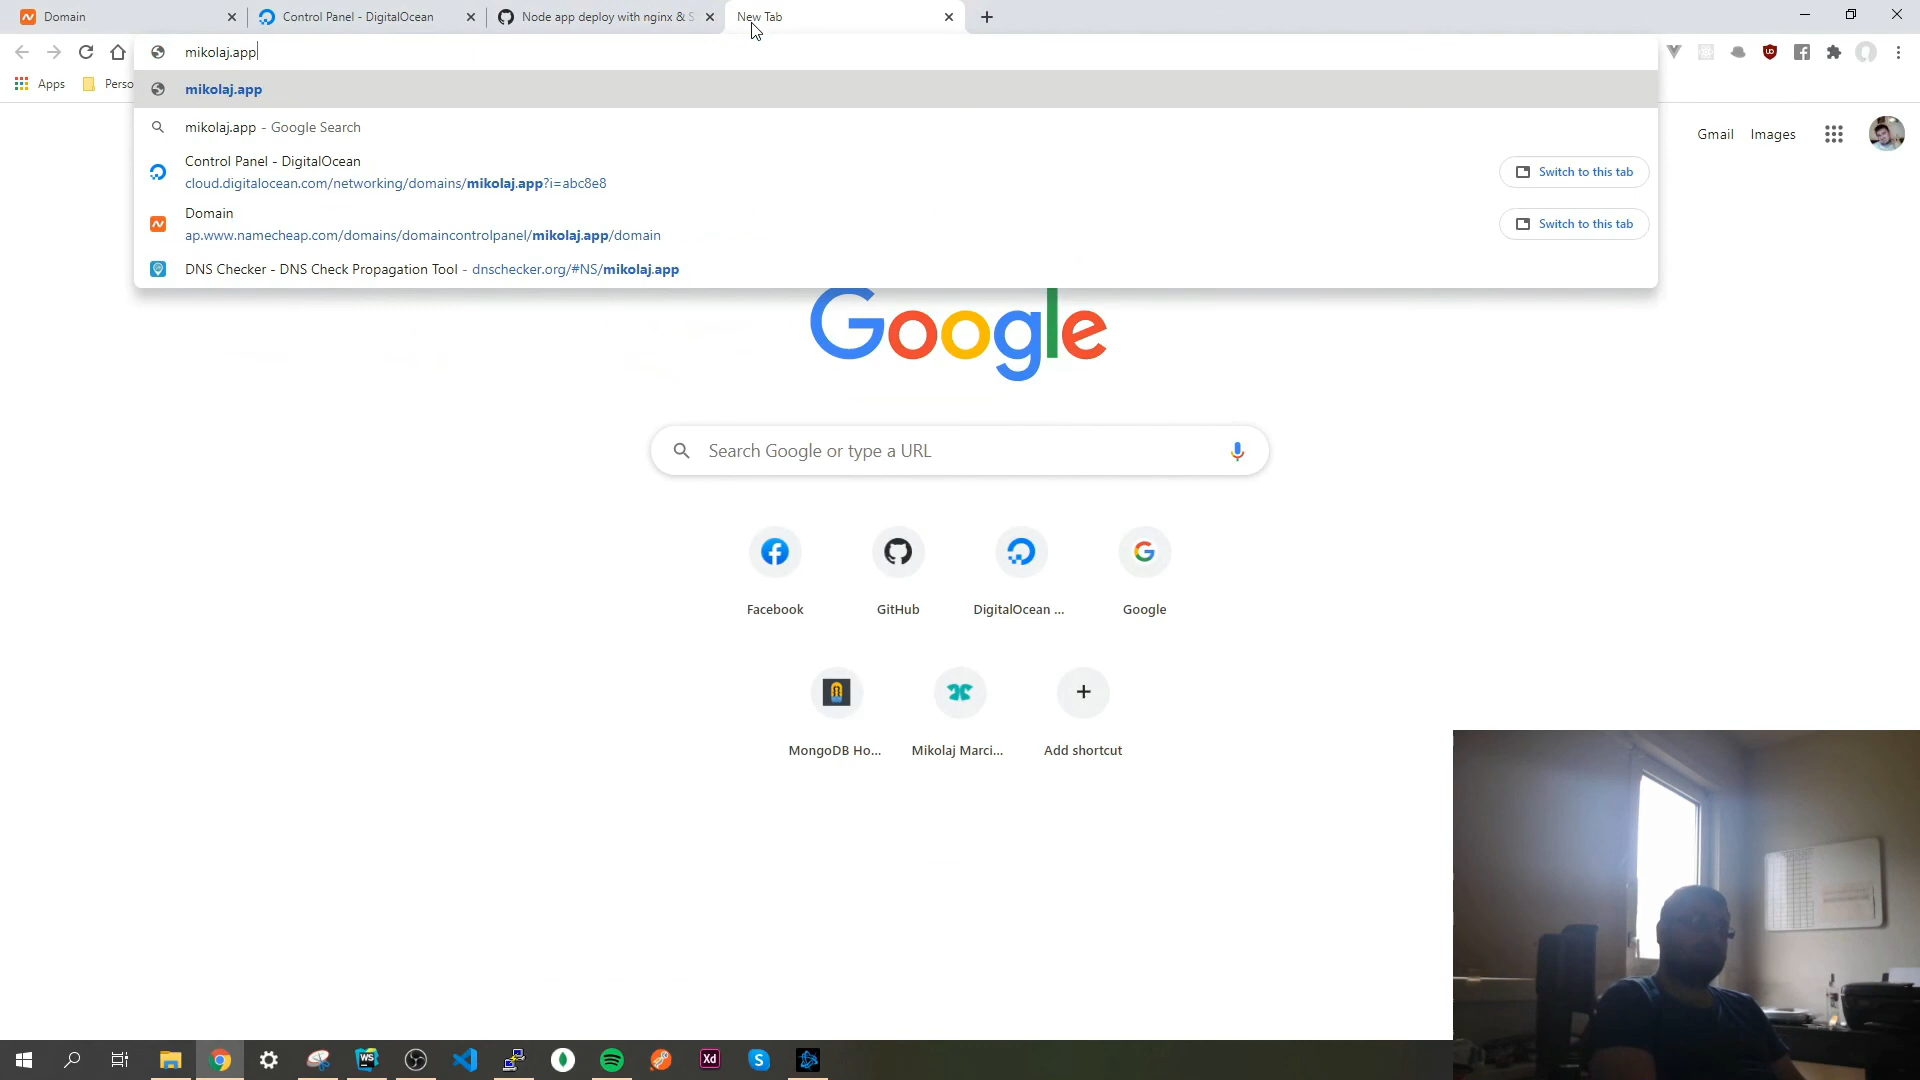 Domain
Control Panel - DigitalOcean
Node app deploy with nginx & S
New Tab
mikolaj.app
Apps
Perso
mikolaj.app
mikolaj.app - Google Search
Control Panel - DigitalOcean
cloud.digitalocean.com/networking/domains/mikolaj.app?i=abc8e8
Switch to this tab
Domain
ap.www.namecheap.com/domains/domaincontrolpanel/mikolaj.app/domain
Switch to this tab
DNS Checker - DNS Check Propagation Tool - dnschecker.org/#NS/mikolaj.app
Gmail Images
Google
Search Google or type a URL
Facebook
GitHub
DigitalOcean ...
Google
MongoDB Ho...
Mikolaj Marci...
Add shortcut
WS
Xd